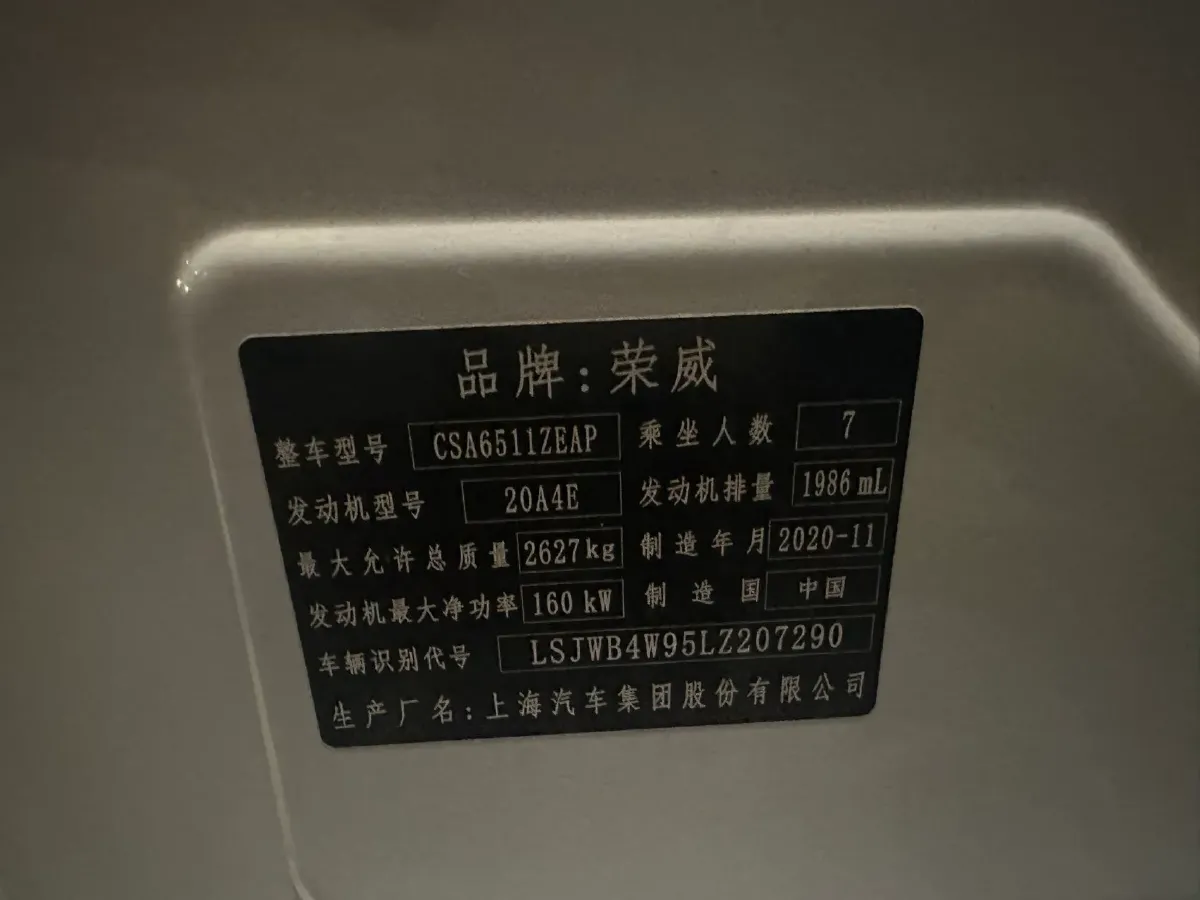 品牌:荣威
整车型号 CSA6511ZEAP 乘坐人数 7
发动机型号 20A4E 发动机排量 1986 mL
最大允许总质量 2627kg 制造年月 2020-11
发动机最大净功率 160 kW 制造国 中国
车辆识别代号 LSJWB4W95LZ207290
生产厂名:上海汽车集团股份有限公司